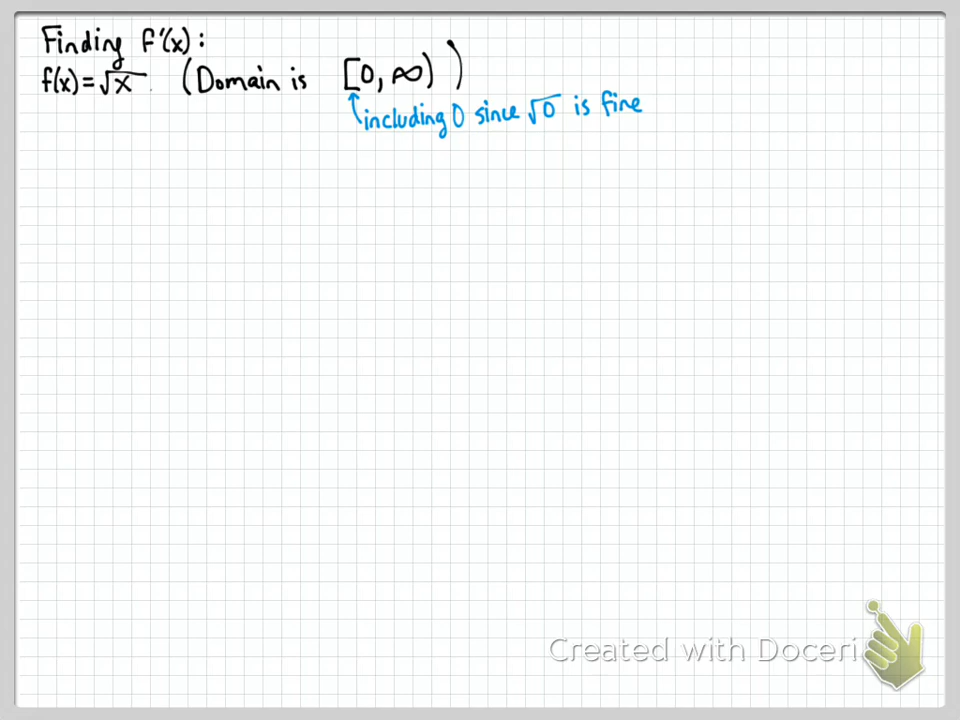 Finding f'(x):
f(x)=√x (Domain is [0, ∞))
including 0 since √0 is fine
Created with Doceri